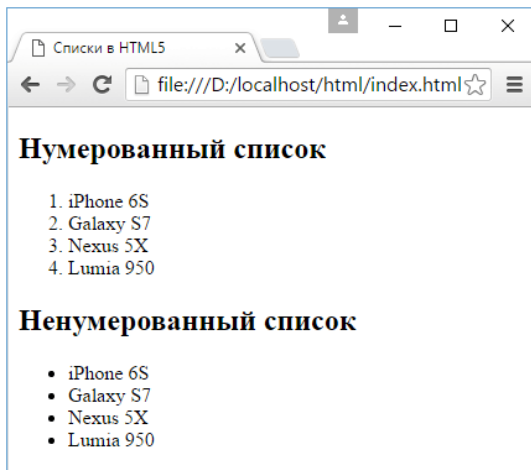 Списки в HTML5
file:///D:/localhost/html/index.html
Нумерованный список
1. iPhone 6S
2. Galaxy S7
3. Nexus 5X
4. Lumia 950
Ненумерованный список
• iPhone 6S
• Galaxy S7
• Nexus 5X
• Lumia 950